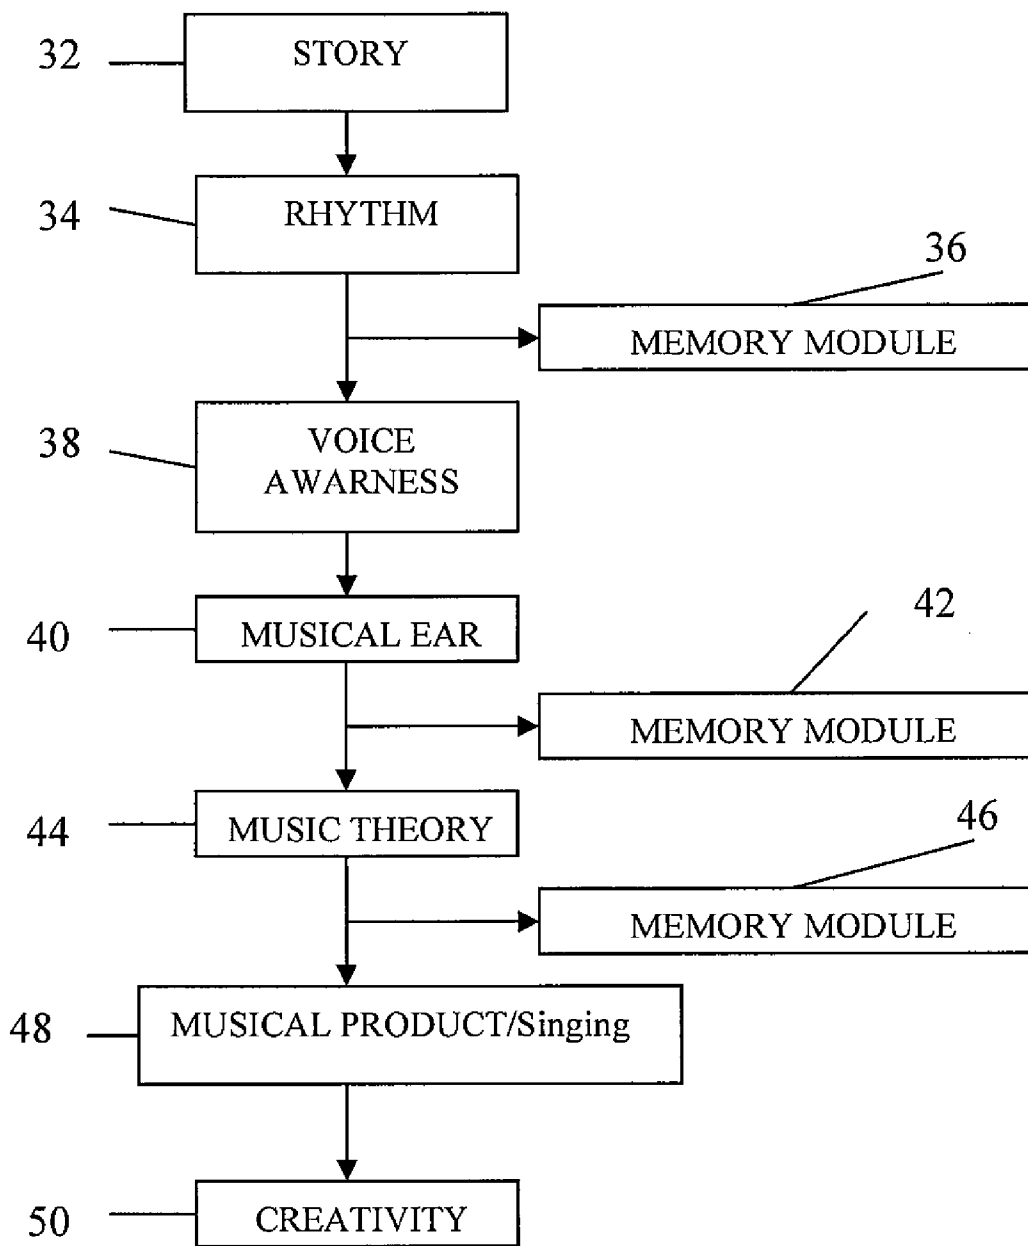 32
STORY
34
RHYTHM
36
MEMORY MODULE
38
VOICE
AWARNESS
40
MUSICAL EAR
42
MEMORY MODULE
44
MUSIC THEORY
46
MEMORY MODULE
48
MUSICAL PRODUCT/Singing
50
CREATIVITY